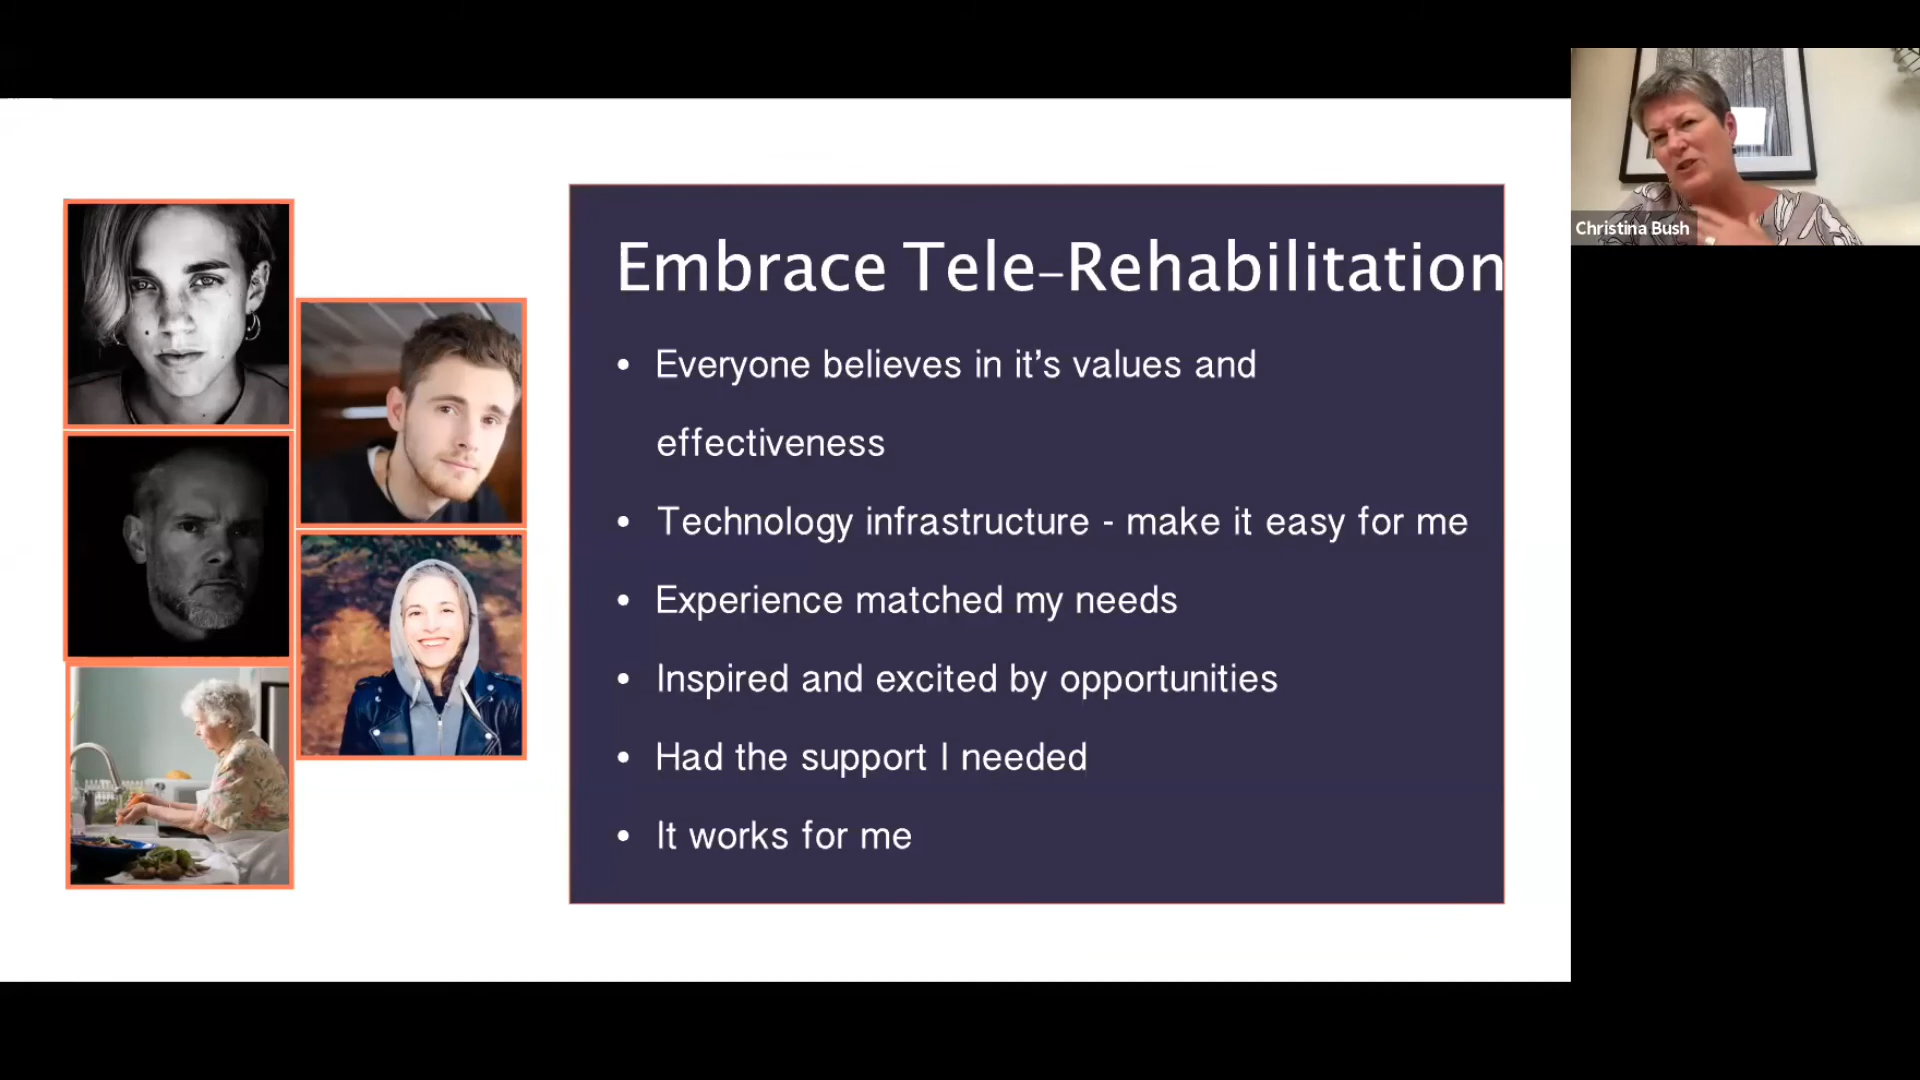 Embrace Tele-Rehabilitation
• Everyone believes in it’s values and
effectiveness
• Technology infrastructure - make it easy for me
• Experience matched my needs
• Inspired and excited by opportunities
• Had the support I needed
• It works for me
Christina Bush